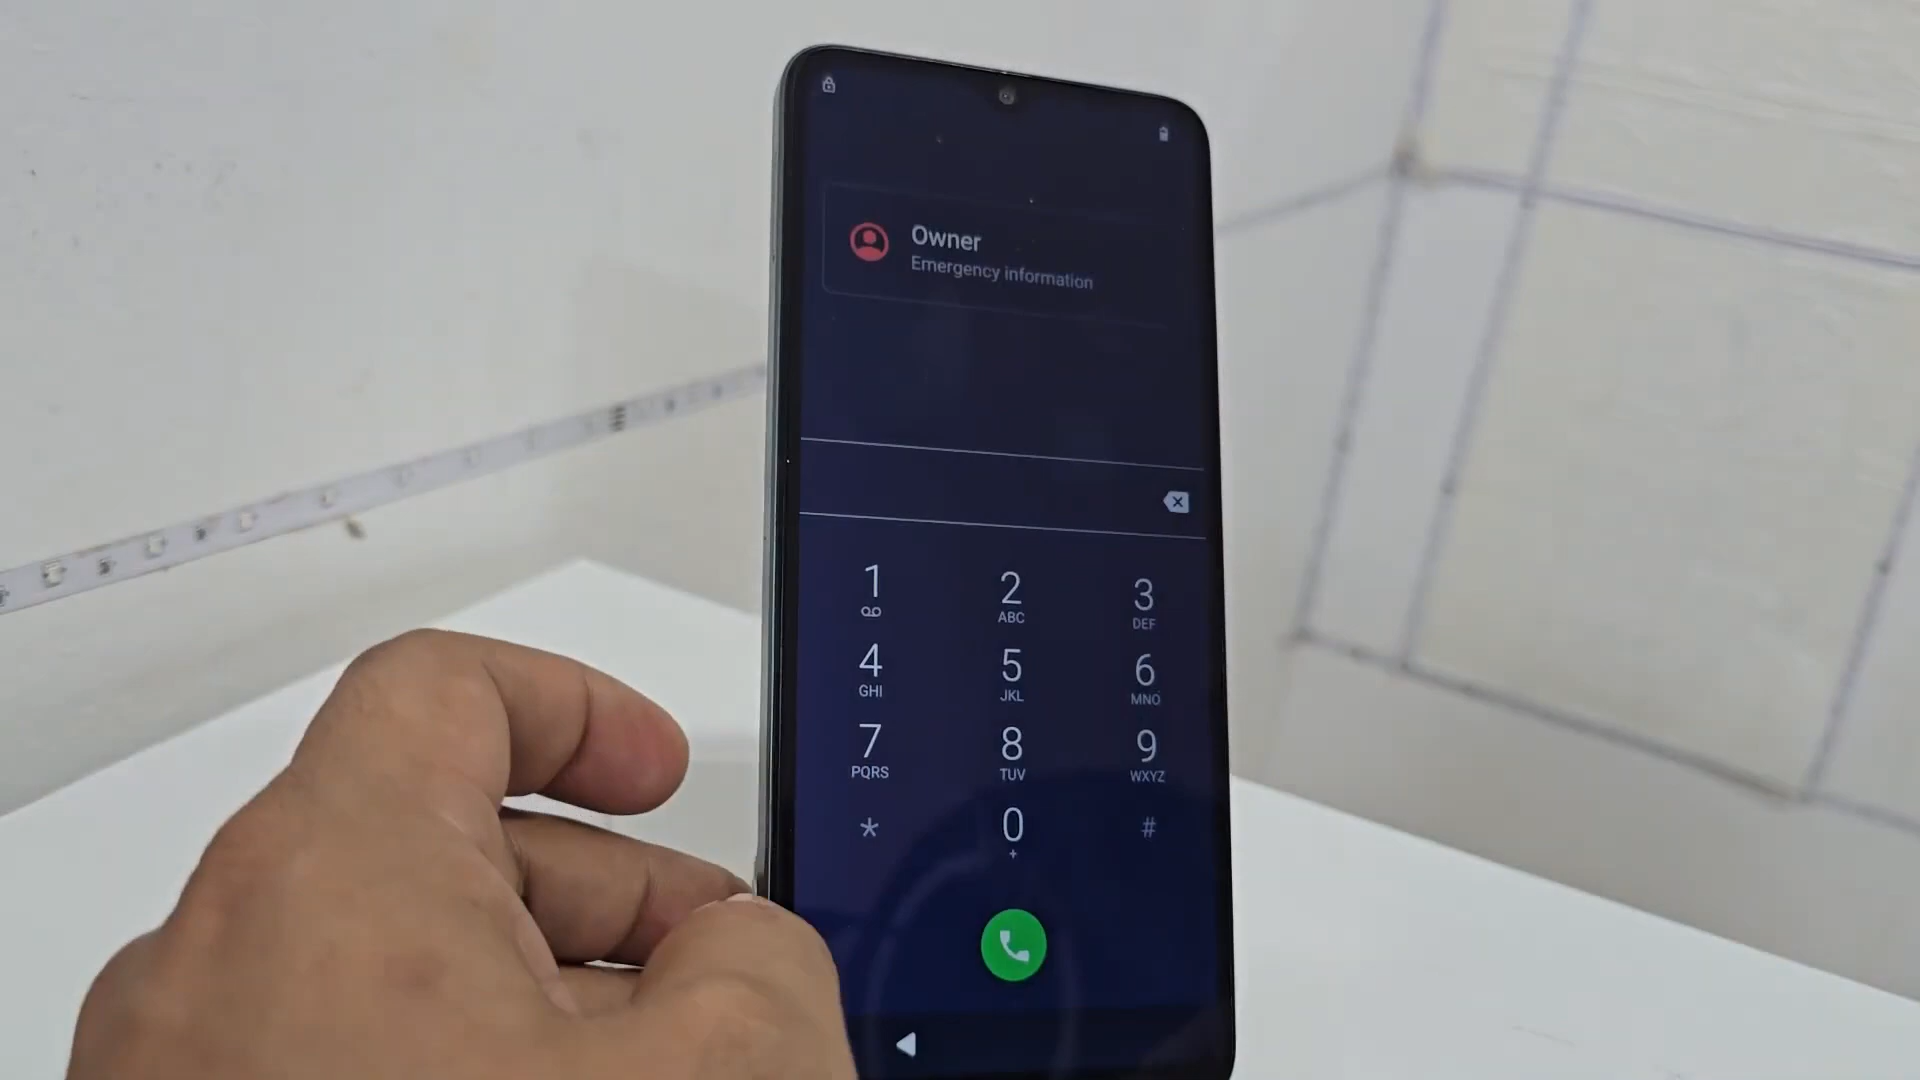 Owner
Emergency information
1 2 3
ABC DEF
4 5 6
GHI JKL MNO
7 8 9
PQRS TUV WXYZ
* 0 #
+